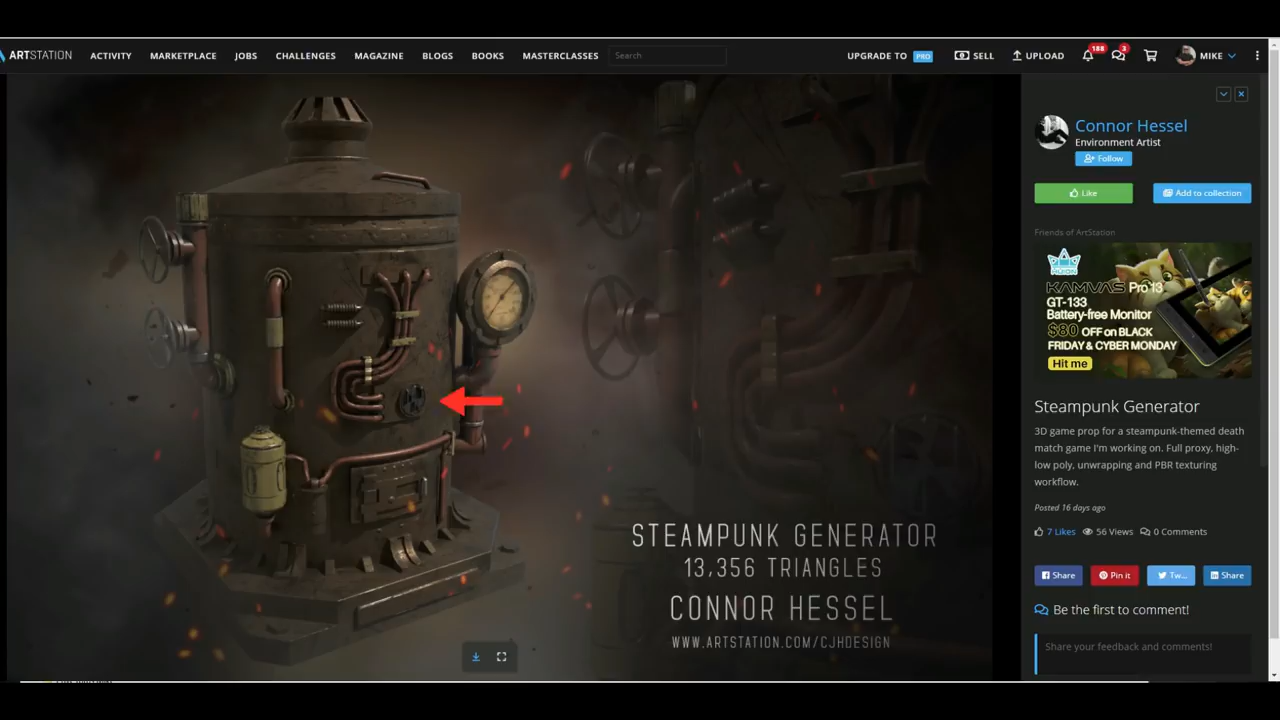 ARTSTATION ACTIVITY MARKETPLACE JOBS CHALLENGES MAGAZINE BLOGS BOOKS MASTERCLASSES Search UPGRADE TO PRO SELL UPLOAD 188 3 MIKE
Connor Hessel
Environment Artist
Follow
Like Add to collection
Friends of ArtStation
HUION
KAMVAS Pro 13
GT-133
Battery-free Monitor
$80 OFF on BLACK
FRIDAY & CYBER MONDAY
Hit me
Steampunk Generator
3D game prop for a steampunk-themed death
match game I'm working on. Full proxy, high-
low poly, unwrapping and PBR texturing
workflow.
Posted 16 days ago
7 Likes 56 Views 0 Comments
Share Pin it Tw... Share
Be the first to comment!
Share your feedback and comments!
STEAMPUNK GENERATOR
13,356 TRIANGLES
CONNOR HESSEL
WWW.ARTSTATION.COM/CJHDESIGN